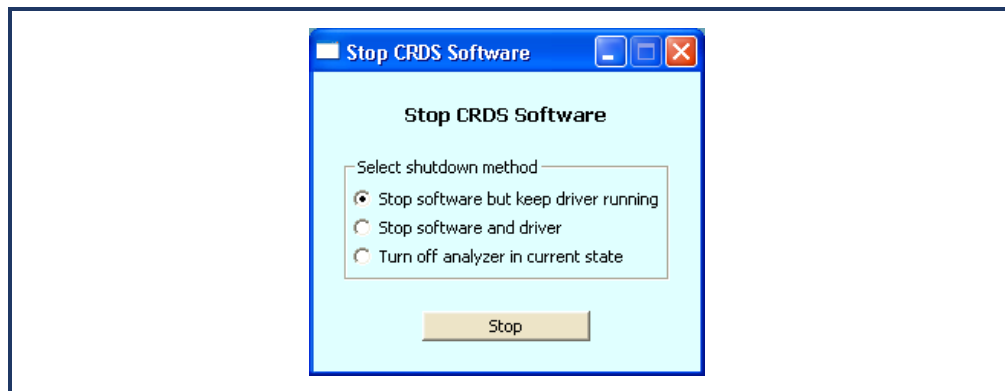 Stop CRDS Software
Stop CRDS Software
Select shutdown method
Stop software but keep driver running
Stop software and driver
Turn off analyzer in current state
Stop